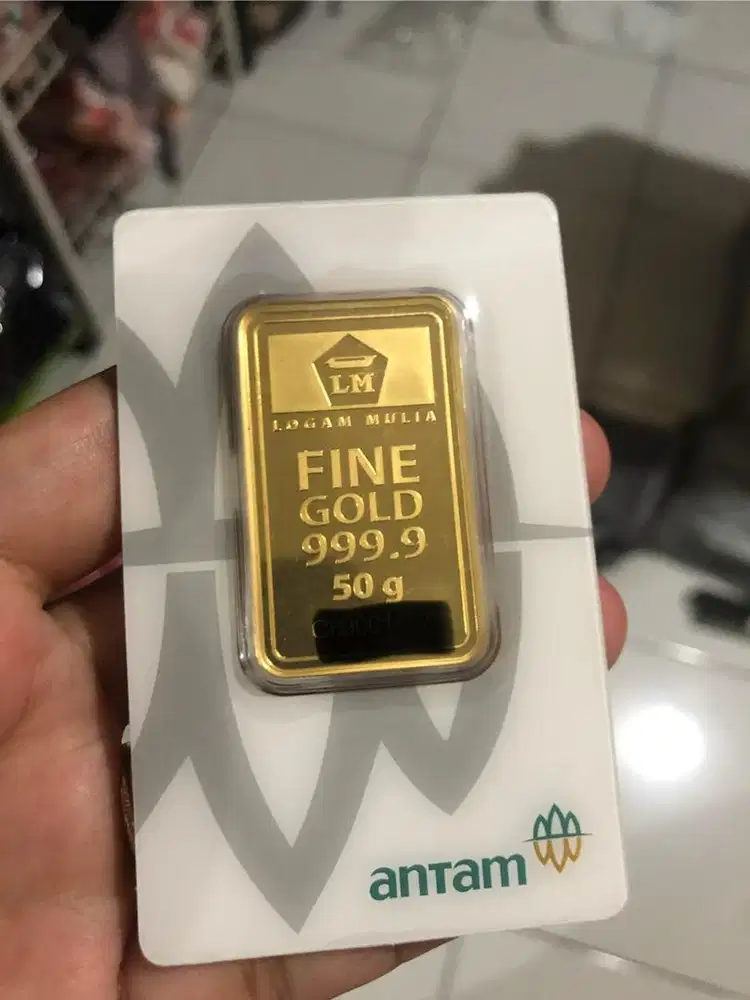 LM
LOGAM MULIA
FINE
GOLD
999.9
50 g
antam